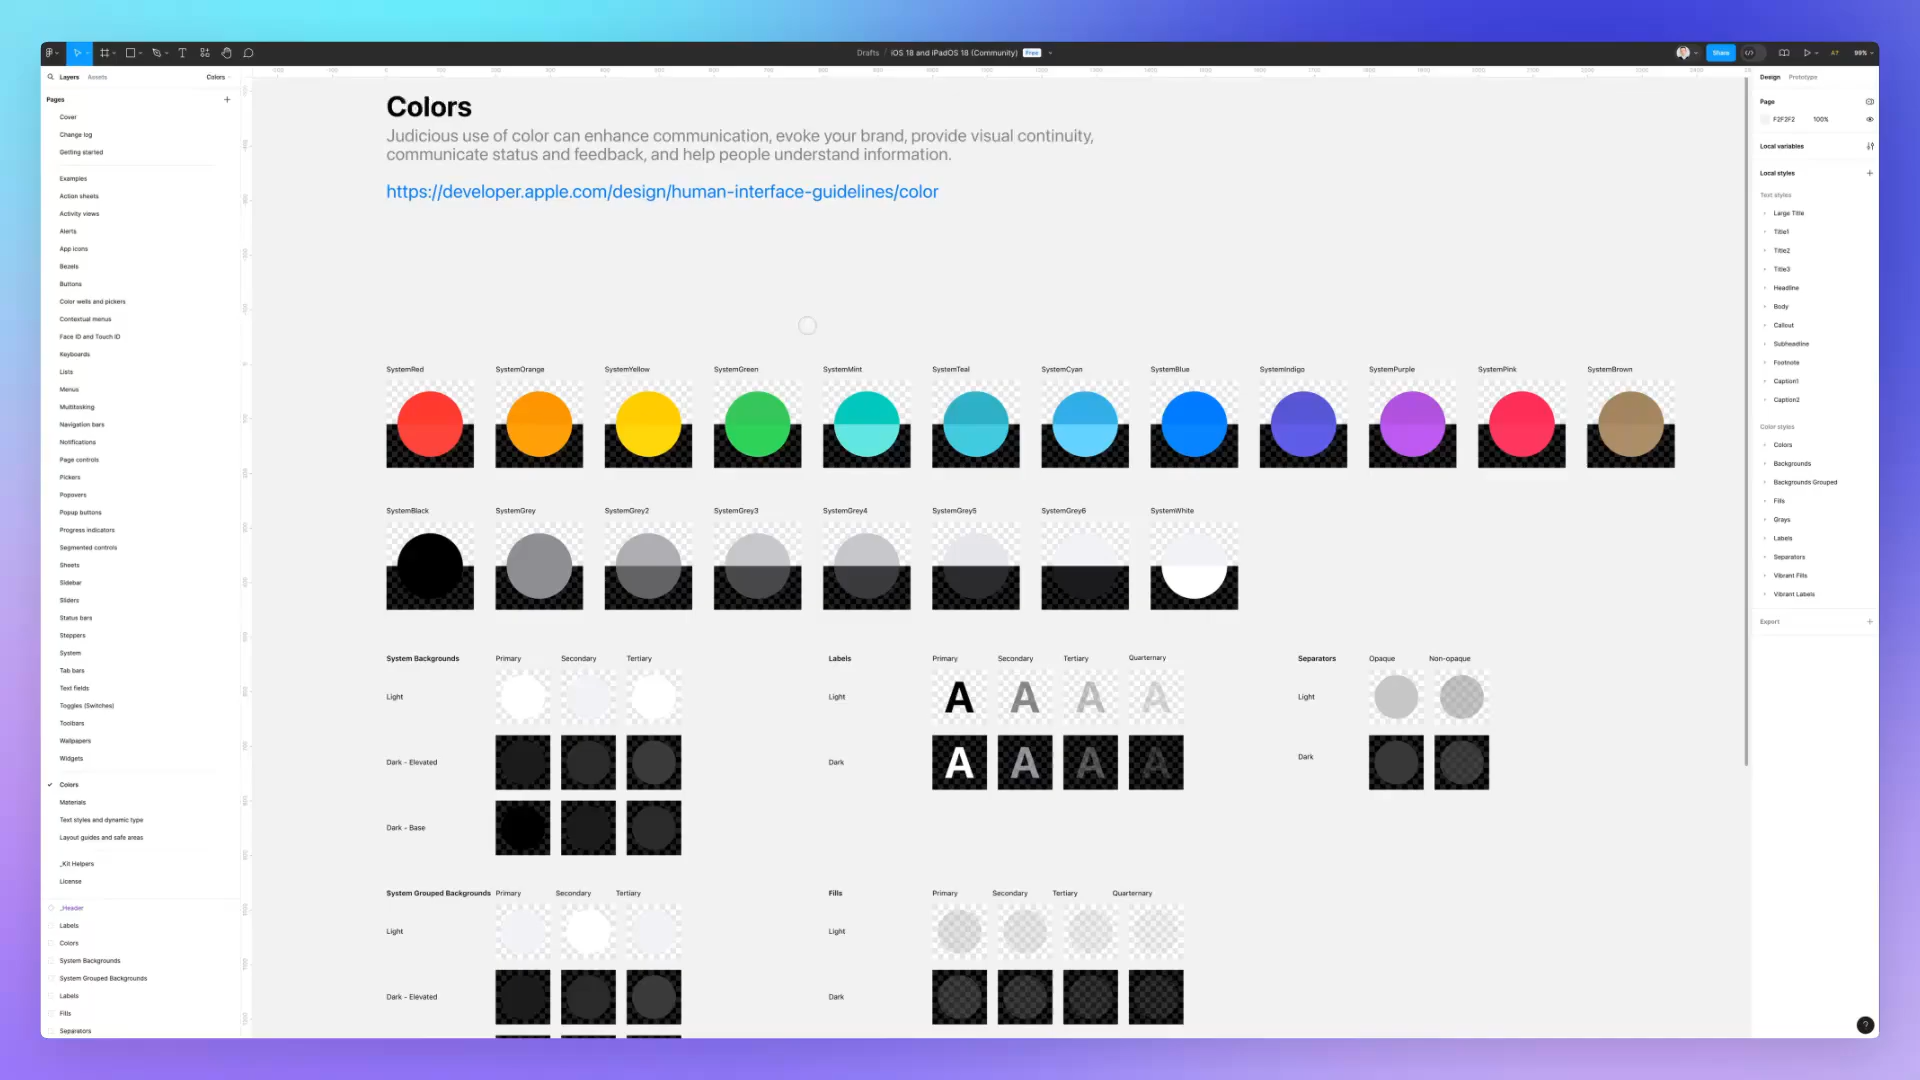 Drafts / iOS 18 and iPadOS 18 (Community) Free
Share
A?
99%
Layers Assets
Colors
Pages
Cover
Change log
Getting started
Examples
Action sheets
Activity views
Alerts
App icons
Bezels
Buttons
Color wells and pickers
Contextual menus
Face ID and Touch ID
Keyboards
Lists
Menus
Multitasking
Navigation bars
Notifications
Page controls
Pickers
Popovers
Popup buttons
Progress indicators
Segmented controls
Sheets
Sidebar
Sliders
Status bars
Steppers
System
Tab bars
Text fields
Toggles (Switches)
Toolbars
Wallpapers
Widgets
Colors
Materials
Text styles and dynamic type
Layout guides and safe areas
_Kit Helpers
License
_Header
Labels
Colors
System Backgrounds
System Grouped Backgrounds
Labels
Fills
Separators
Colors
Judicious use of color can enhance communication, evoke your brand, provide visual continuity,
communicate status and feedback, and help people understand information.
https://developer.apple.com/design/human-interface-guidelines/color
SystemRed SystemOrange SystemYellow SystemGreen SystemMint SystemTeal SystemCyan SystemBlue SystemIndigo SystemPurple SystemPink SystemBrown
SystemBlack SystemGrey SystemGrey2 SystemGrey3 SystemGrey4 SystemGrey5 SystemGrey6 SystemWhite
System Backgrounds Primary Secondary Tertiary
Light
Dark - Elevated
Dark - Base
Labels Primary Secondary Tertiary Quarternary
Light A A A A
Dark A A A A
Separators Opaque Non-opaque
Light
Dark
System Grouped Backgrounds Primary Secondary Tertiary
Light
Dark - Elevated
Fills Primary Secondary Tertiary Quarternary
Light
Dark
Design Prototype
Page
F2F2F2 100%
Local variables
Local styles
Text styles
Large Title
Title1
Title2
Title3
Headline
Body
Callout
Subheadline
Footnote
Caption1
Caption2
Color styles
Colors
Backgrounds
Backgrounds Grouped
Fills
Grays
Labels
Separators
Vibrant Fills
Vibrant Labels
Export
?